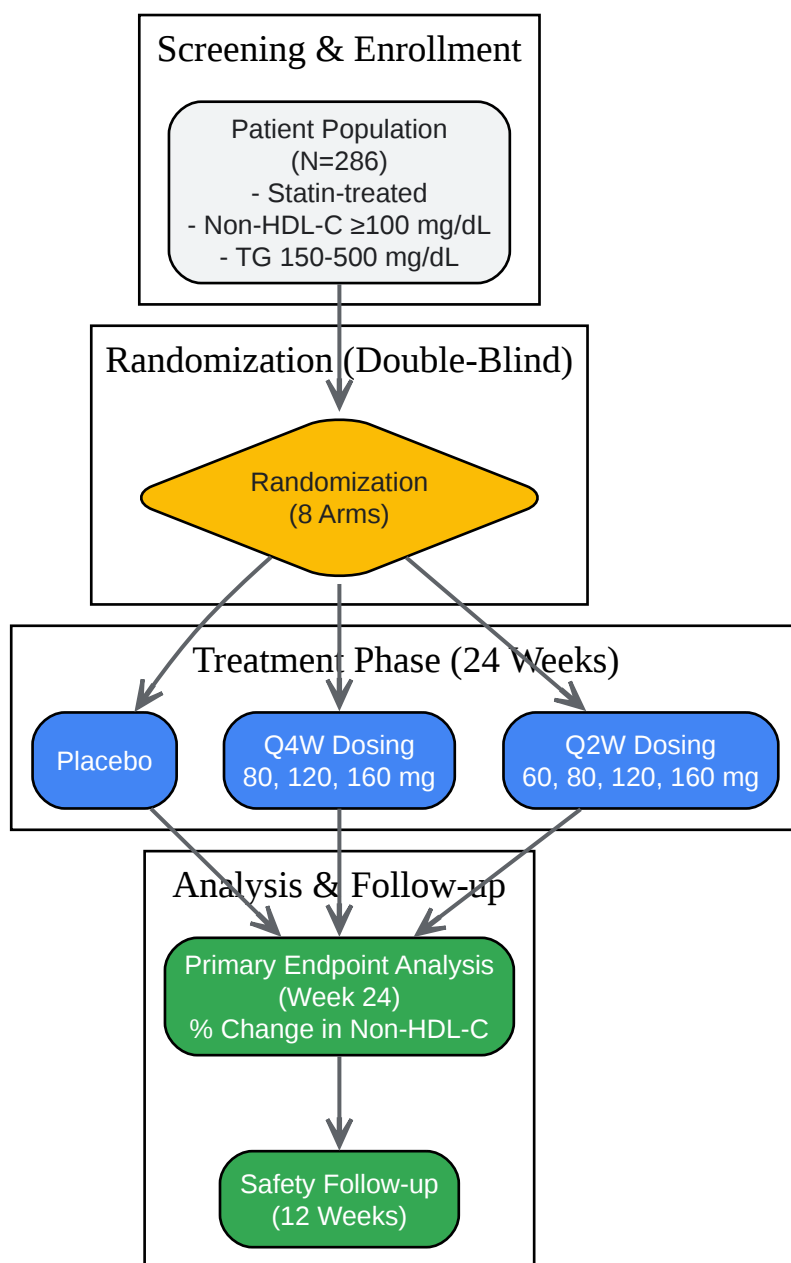 Screening & Enrollment
Patient Population
(N=286)
- Statin-treated
- Non-HDL-C ≥100 mg/dL
- TG 150-500 mg/dL
Randomization (Double-Blind)
Randomization
(8 Arms)
Treatment Phase (24 Weeks)
Placebo
Q4W Dosing
80, 120, 160 mg
Q2W Dosing
60, 80, 120, 160 mg
Analysis & Follow-up
Primary Endpoint Analysis
(Week 24)
% Change in Non-HDL-C
Safety Follow-up
(12 Weeks)